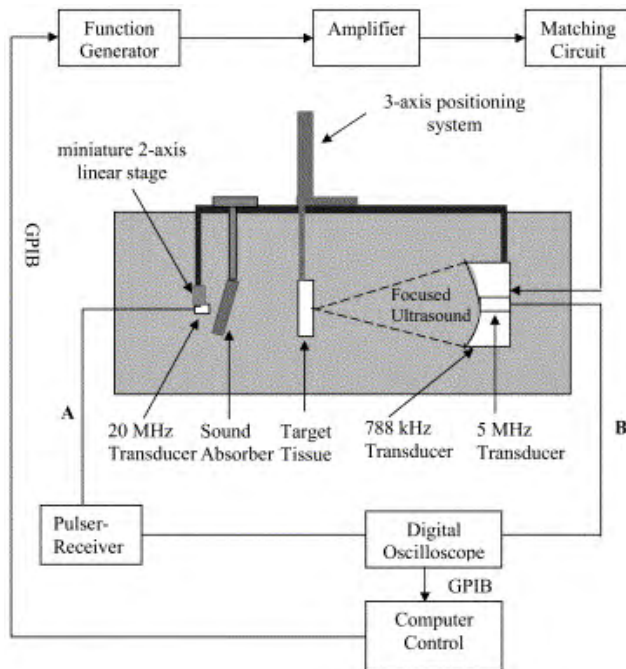 Function
Generator
Amplifier
Matching
Circuit
3-axis positioning
system
miniature 2-axis
linear stage
GPIB
Focused
Ultrasound
A
20 MHz
Transducer
Sound
Absorber
Target
Tissue
788 kHz
Transducer
5 MHz
Transducer
B
Pulser-
Receiver
Digital
Oscilloscope
GPIB
Computer
Control